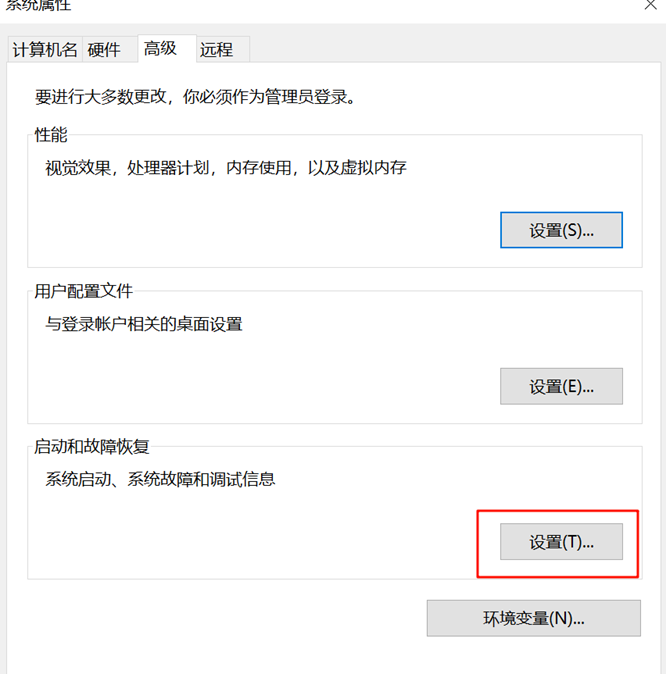 系统属性
计算机名 硬件 高级 远程
要进行大多数更改，你必须作为管理员登录。
性能
视觉效果，处理器计划，内存使用，以及虚拟内存
设置(S)...
用户配置文件
与登录帐户相关的桌面设置
设置(E)...
启动和故障恢复
系统启动、系统故障和调试信息
设置(T)...
环境变量(N)...